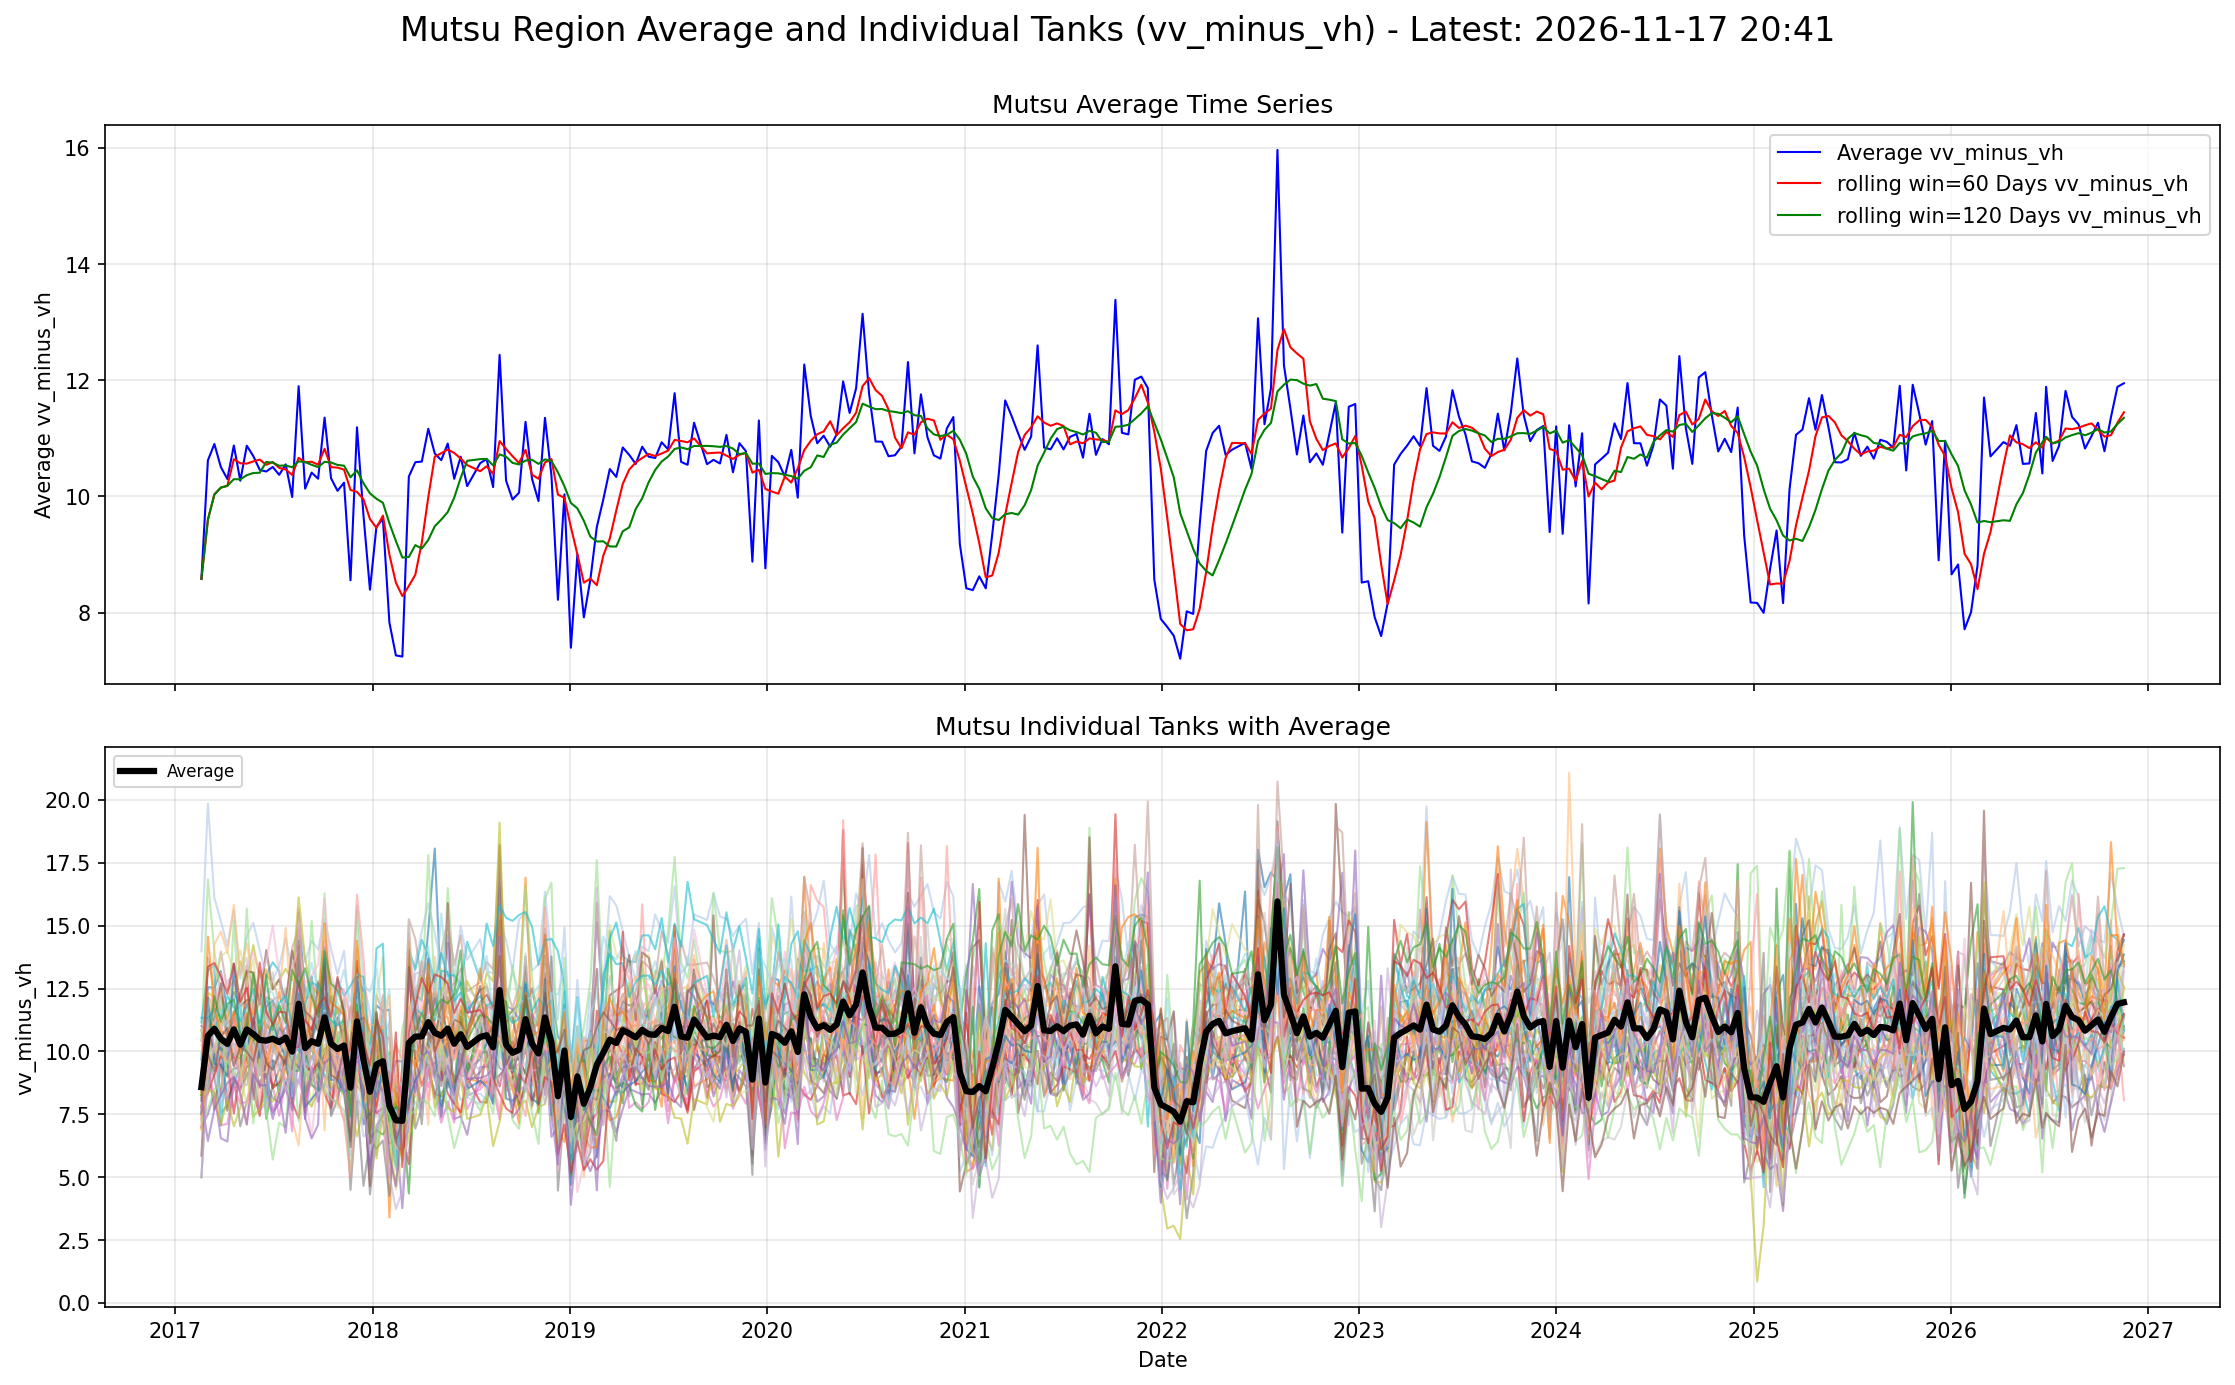 Mutsu Region Average and Individual Tanks (vv_minus_vh) - Latest: 2026-11-17 20:41
Mutsu Average Time Series
Average vv_minus_vh
16
14
12
10
8
Average vv_minus_vh
rolling win=60 Days vv_minus_vh
rolling win=120 Days vv_minus_vh
Mutsu Individual Tanks with Average
vv_minus_vh
20.0
17.5
15.0
12.5
10.0
7.5
5.0
2.5
0.0
Average
2017
2018
2019
2020
2021
2022
2023
2024
2025
2026
2027
Date